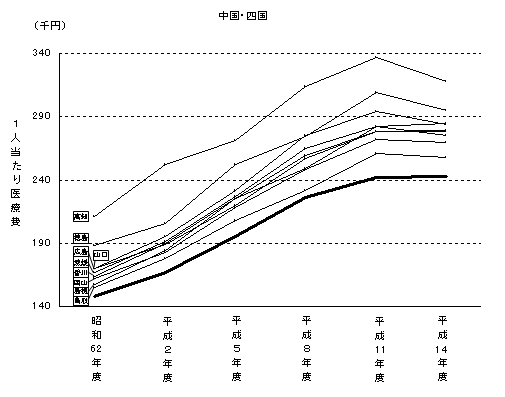 中国・四国
(千円)
340
290
240
190
140
1人当たり医療費
高知
徳島
広島
山口
愛媛
香川
岡山
島根
鳥取
昭和62年度
平成2年度
平成5年度
平成8年度
平成11年度
平成14年度